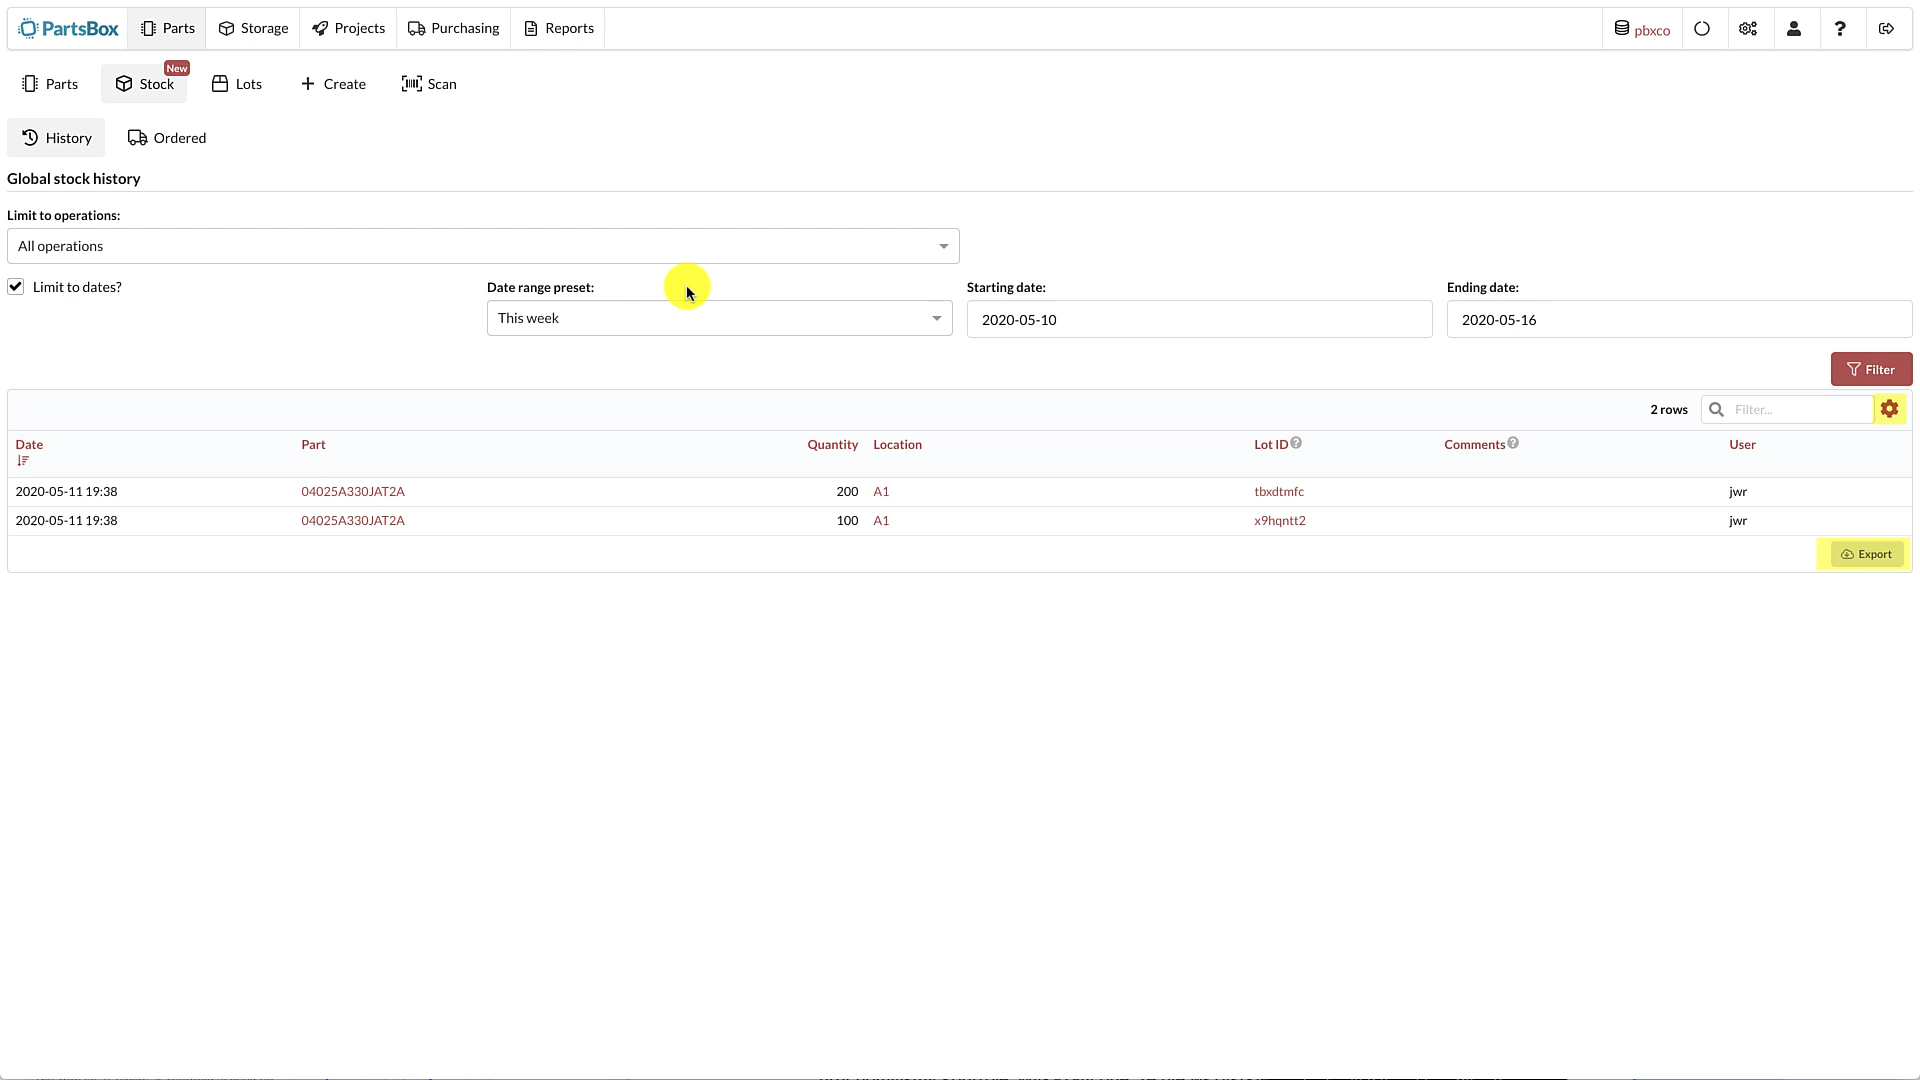 PartsBox Parts Storage Projects Purchasing Reports pbxco
New
Parts Stock Lots Create Scan
History Ordered
Global stock history
Limit to operations:
All operations
Limit to dates? Date range preset: Starting date: Ending date:
This week 2020-05-10 2020-05-16
Filter
2 rows Filter...
Date Part Quantity Location Lot ID Comments User
2020-05-11 19:38 04025A330JAT2A 200 A1 tbxdtmfc jwr
2020-05-11 19:38 04025A330JAT2A 100 A1 x9hqntt2 jwr
Export